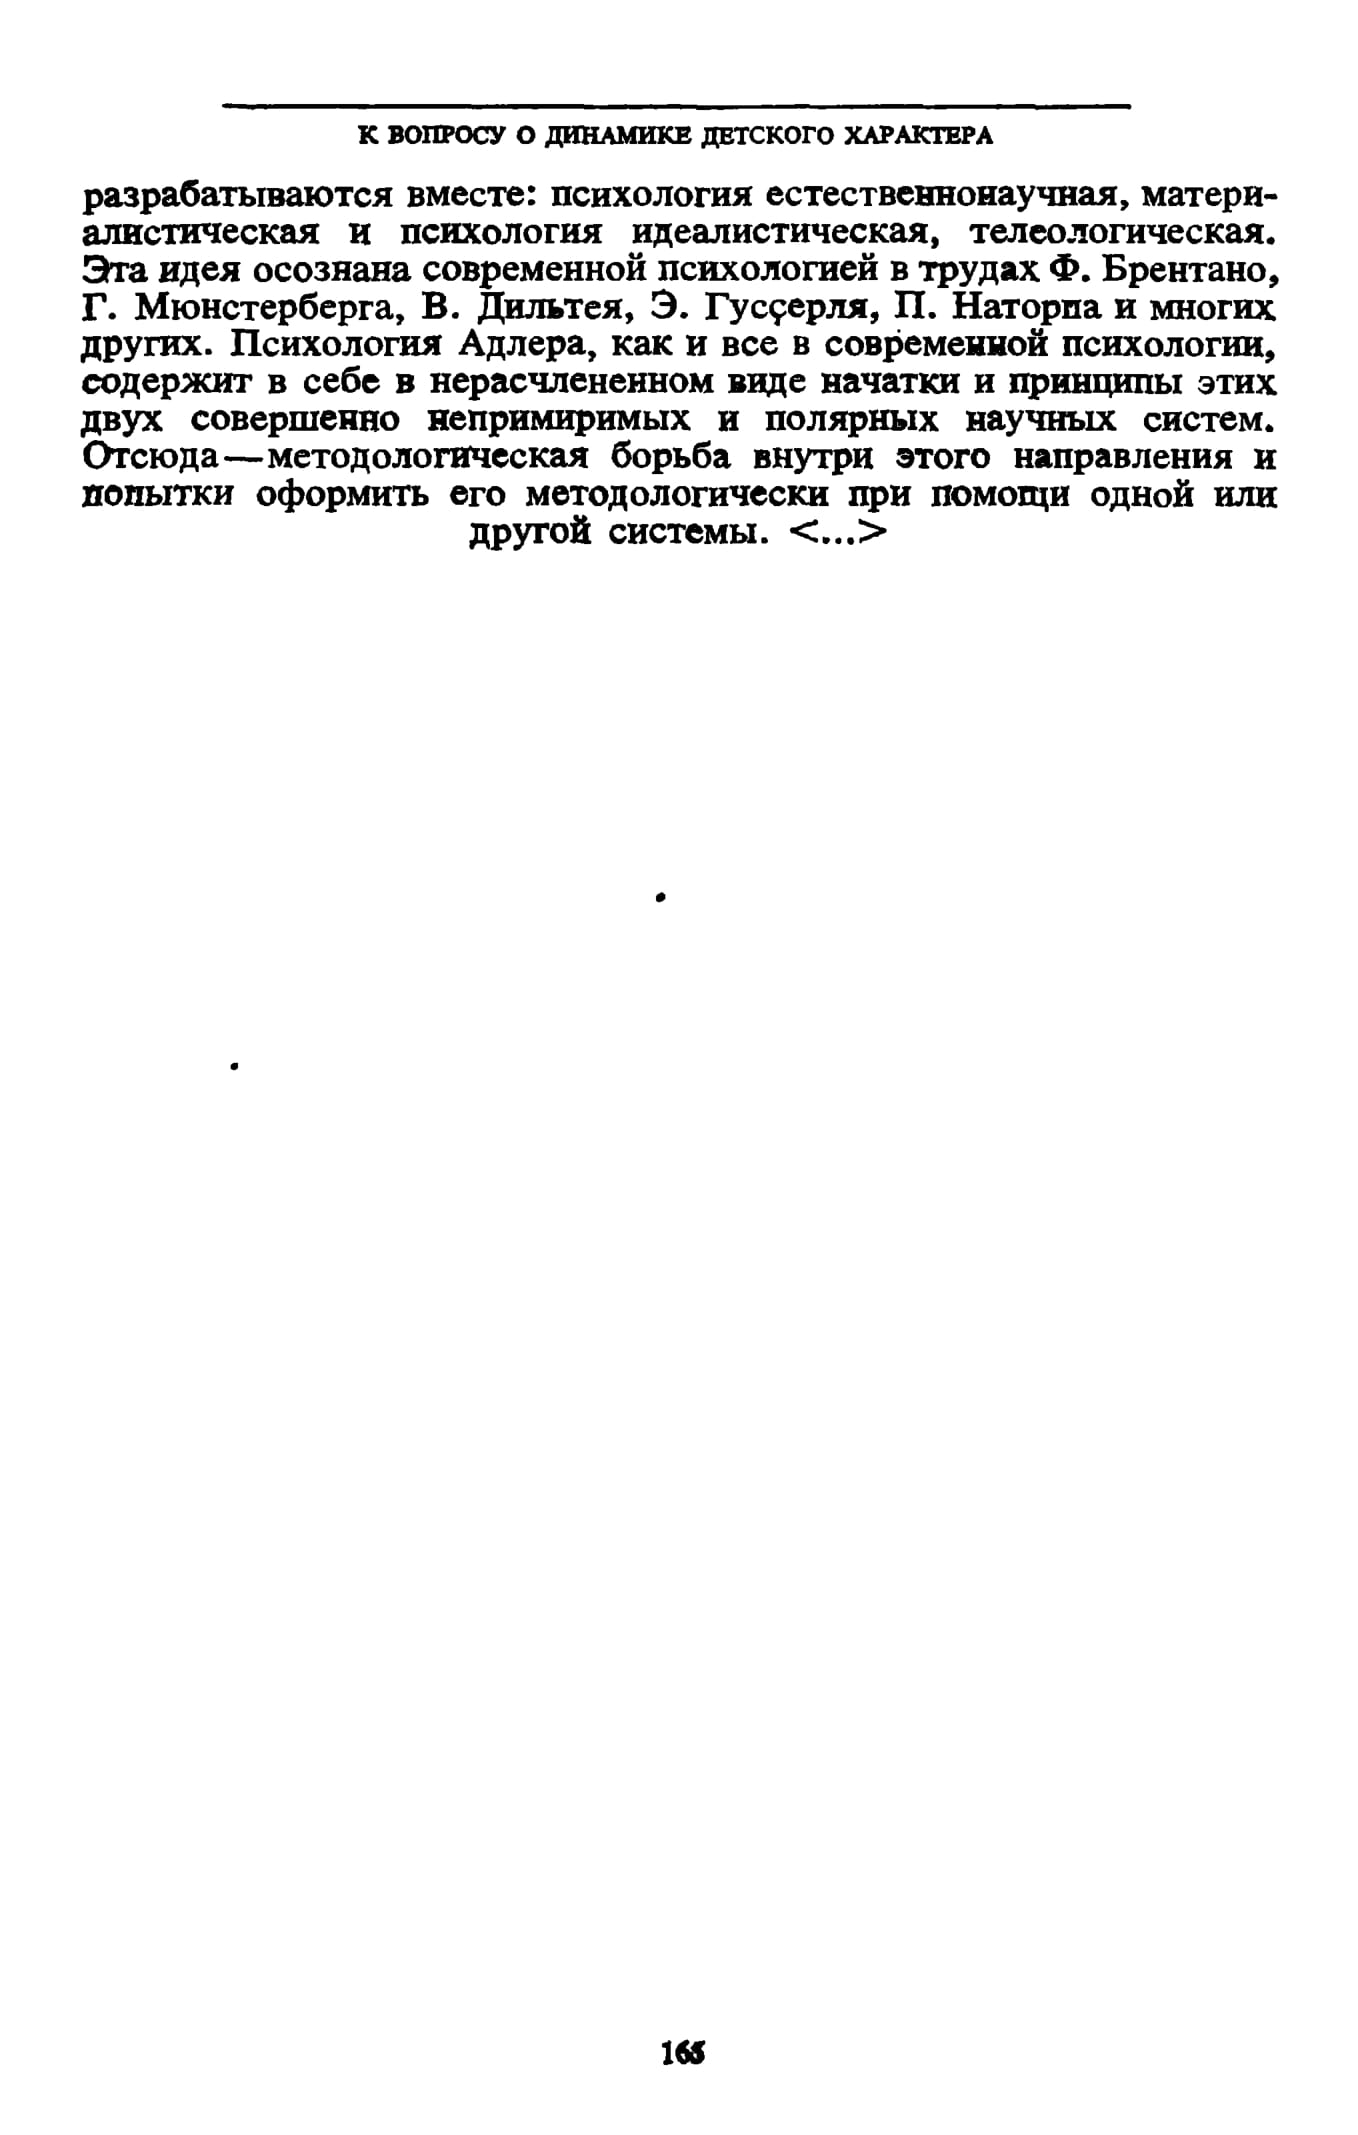 К ВОПРОСУ О ДИНАМИКЕ ДЕТСКОГО ХАРАКТЕРА
разрабатываются вместе: психология естественнонаучная, матери-
алистическая и психология идеалистическая, телеологическая.
Эта идея осознана современной психологией в трудах Ф. Брентано,
Г. Мюнстерберга, В. Дильтея, Э. Гуссерля, П. Наторпа и многих
других. Психология Адлера, как и все в современной психологии,
содержит в себе в нерасчлененном виде начатки и принципы этих
двух совершенно непримиримых и полярных научных систем.
Отсюда—методологическая борьба внутри этого направления и
попытки оформить его методологически при помощи одной или
другой системы. <...>
165